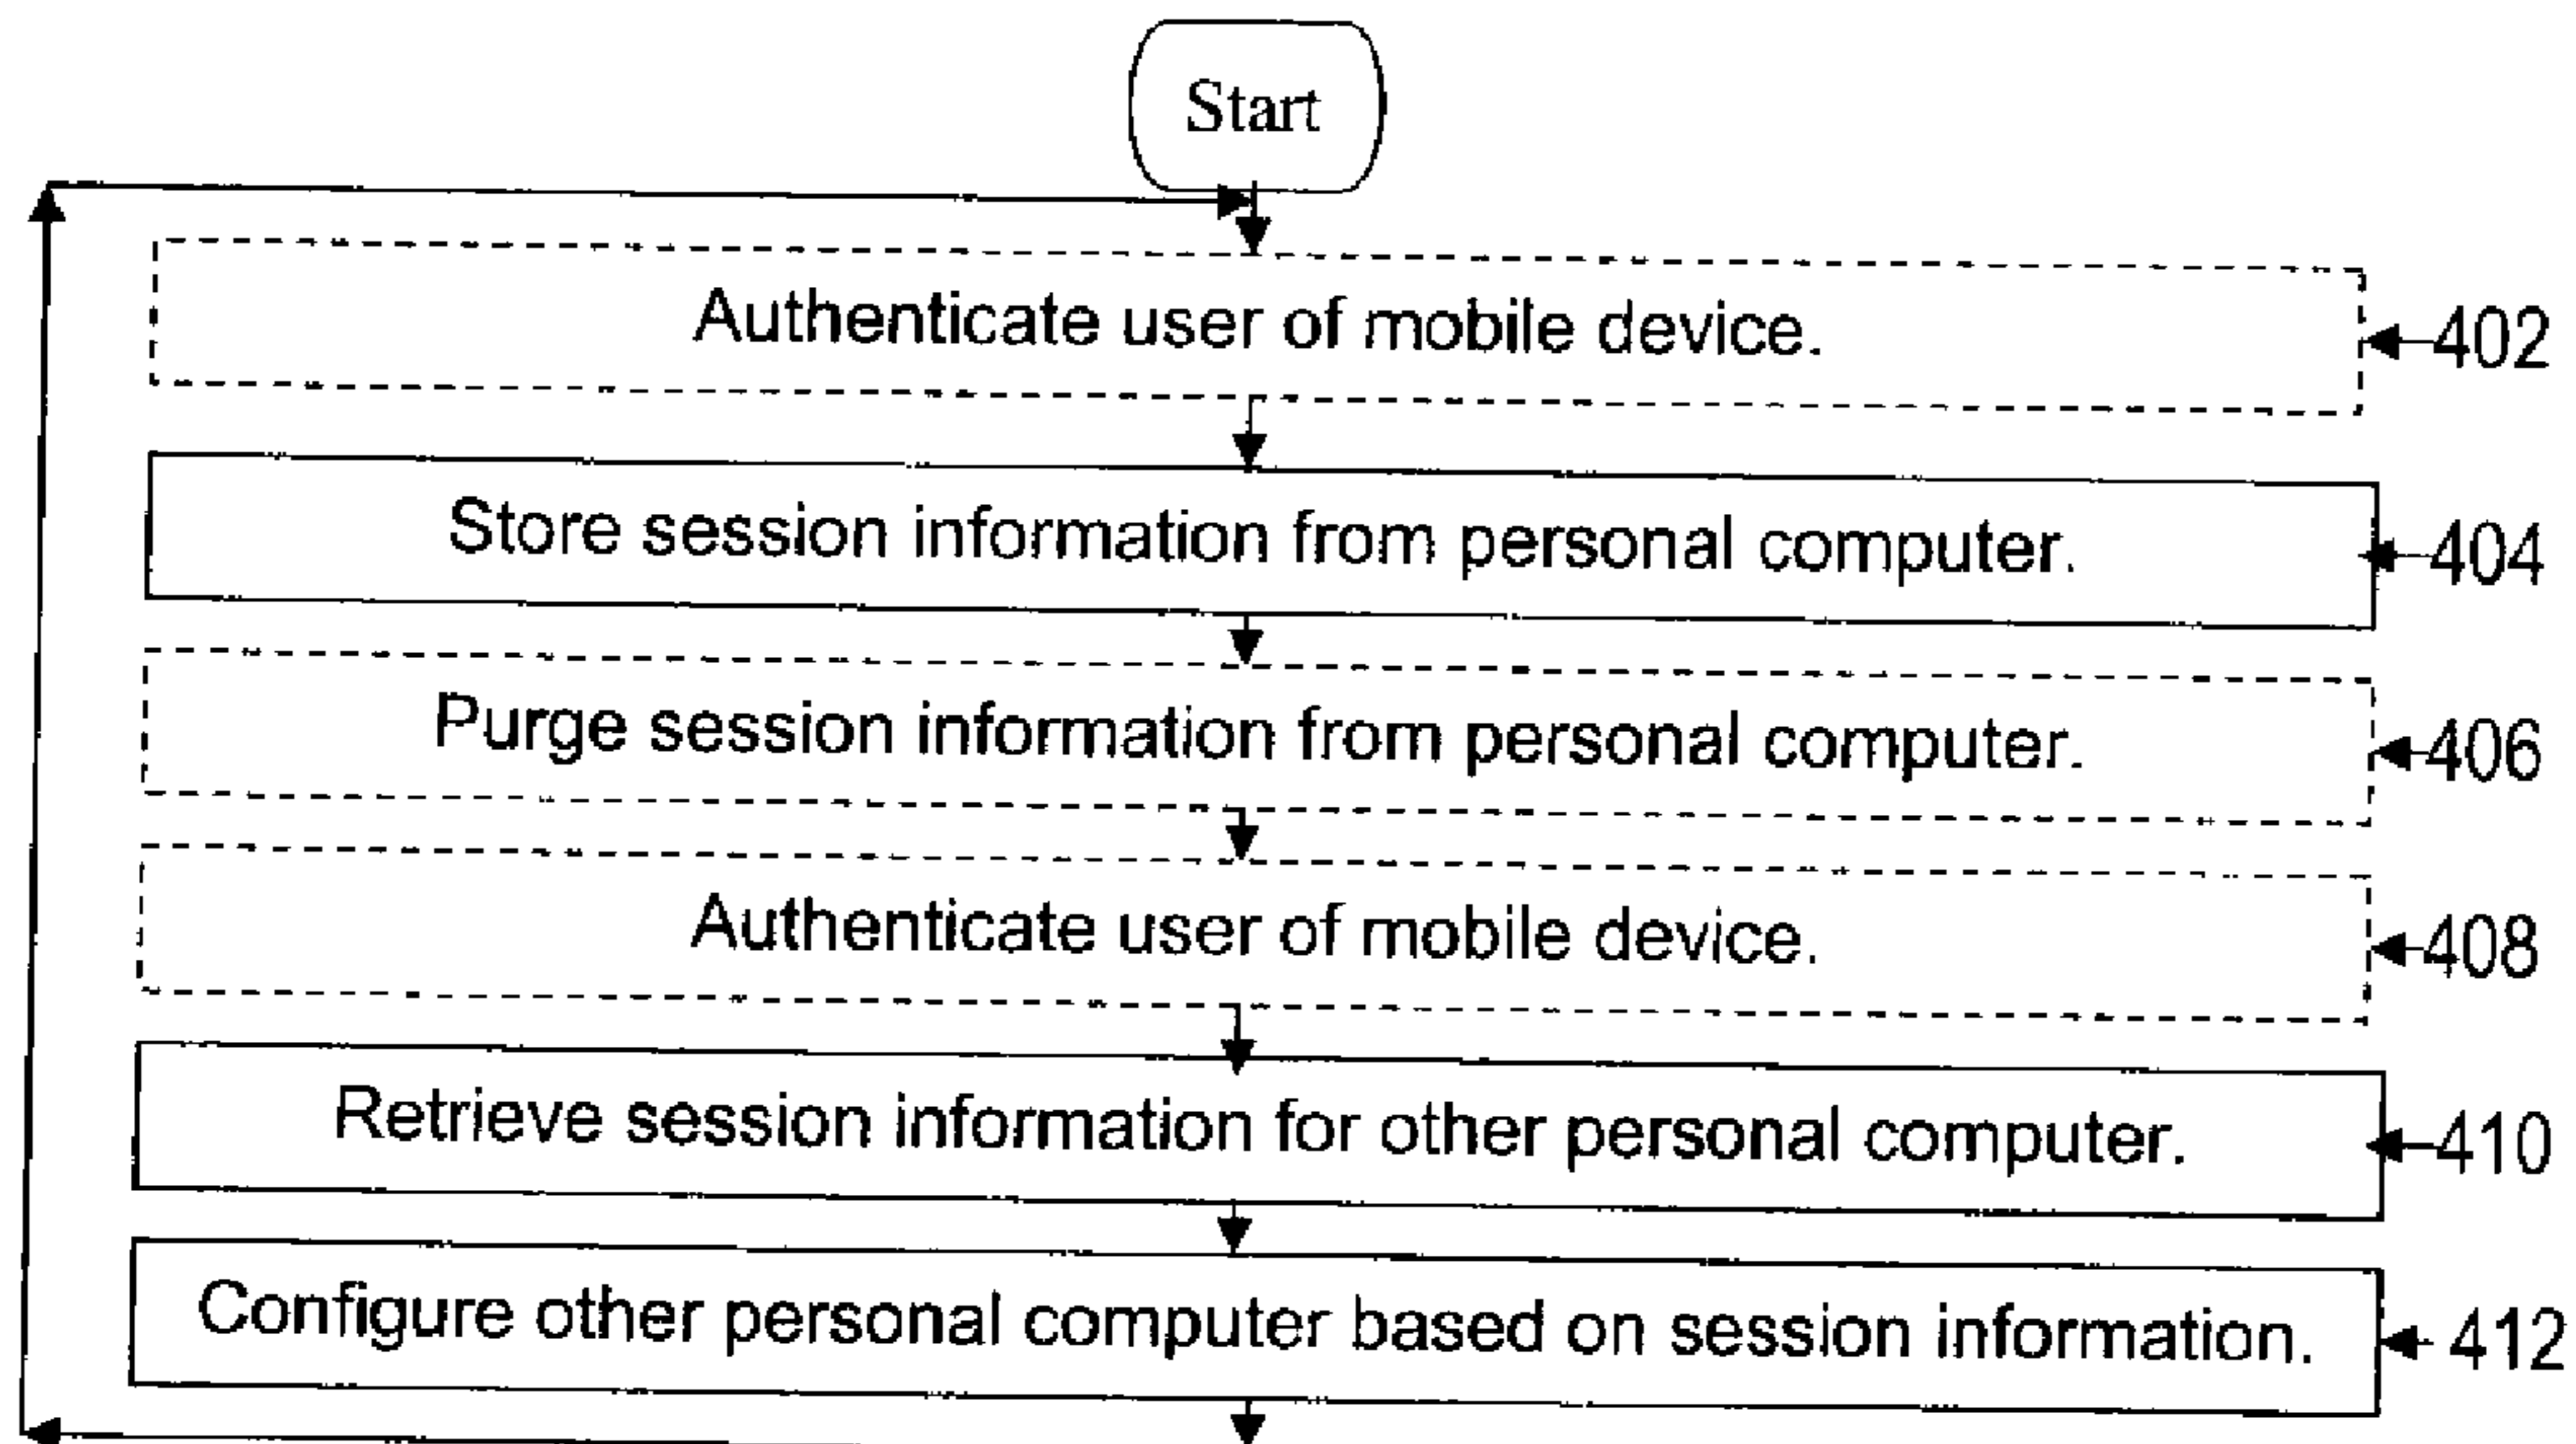 Start
Authenticate user of mobile device.
402
Store session information from personal computer.
404
Purge session information from personal computer.
406
Authenticate user of mobile device.
408
Retrieve session information for other personal computer.
410
Configure other personal computer based on session information.
412